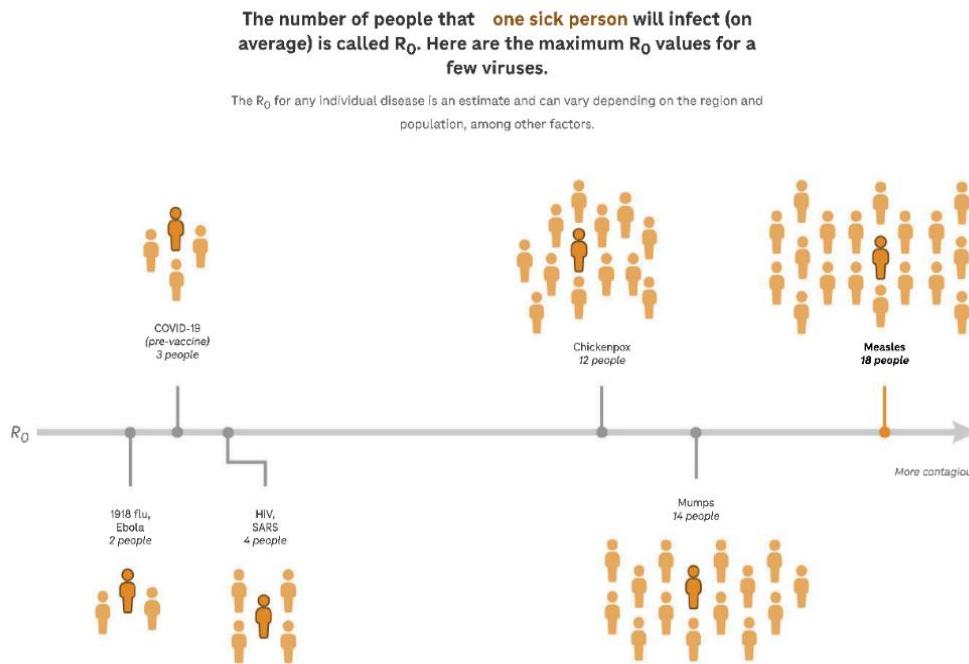 The number of people that one sick person will infect (on
average) is called R0. Here are the maximum R0 values for a
few viruses.
The R0 for any individual disease is an estimate and can vary depending on the region and
population, among other factors.
COVID-19
(pre-vaccine)
3 people
Chickenpox
12 people
Measles
18 people
R0
More contagiou
1918 flu,
Ebola
2 people
HIV,
SARS
4 people
Mumps
14 people